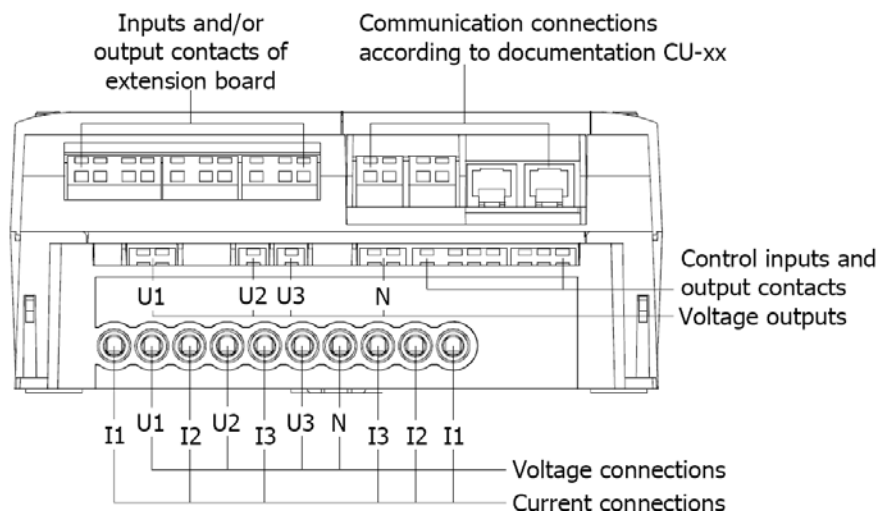 Inputs and/or
output contacts of
extension board
Communication connections
according to documentation CU-xx
Control inputs and
output contacts
U1 U2 U3 N
Voltage outputs
I1 U1 I2 U2 I3 U3 N I3 I2 I1
Voltage connections
Current connections